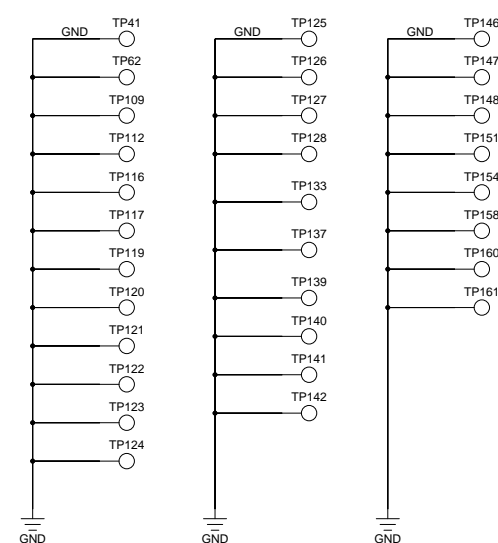 TP41
GND
TP62
TP109
TP112
TP116
TP117
TP119
TP120
TP121
TP122
TP123
TP124
GND
TP125
GND
TP126
TP127
TP128
TP133
TP137
TP139
TP140
TP141
TP142
GND
TP146
GND
TP147
TP148
TP151
TP154
TP158
TP160
TP161
GND